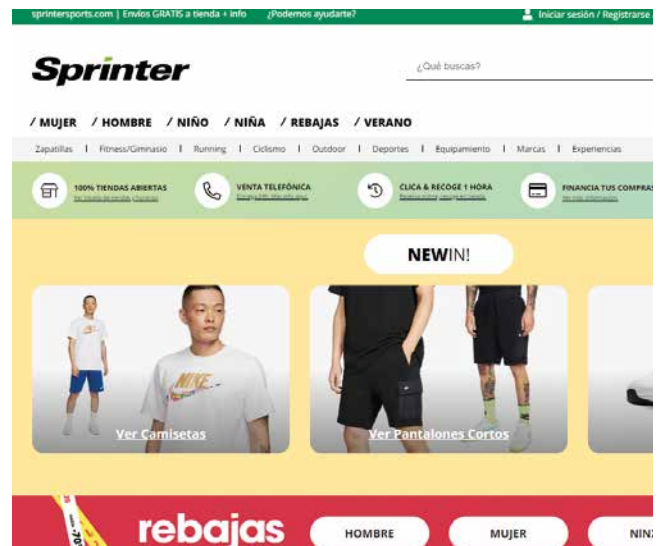 sprintersports.com | Envíos GRATIS a tienda + info ¿Podemos ayudarte? Iniciar sesión / Registrarse
Sprinter
¿Qué buscas?
/ MUJER / HOMBRE / NIÑO / NIÑA / REBAJAS / VERANO
Zapatillas | Fitness/Gimnasio | Running | Ciclismo | Outdoor | Deportes | Equipamiento | Marcas | Experiencias
100% TIENDAS ABIERTAS VENTA TELEFÓNICA CLICA & RECOGE 1 HORA FINANCIA TUS COMPRAS
NEWIN!
NIKE
Ver Camisetas Ver Pantalones Cortos
rebajas HOMBRE MUJER